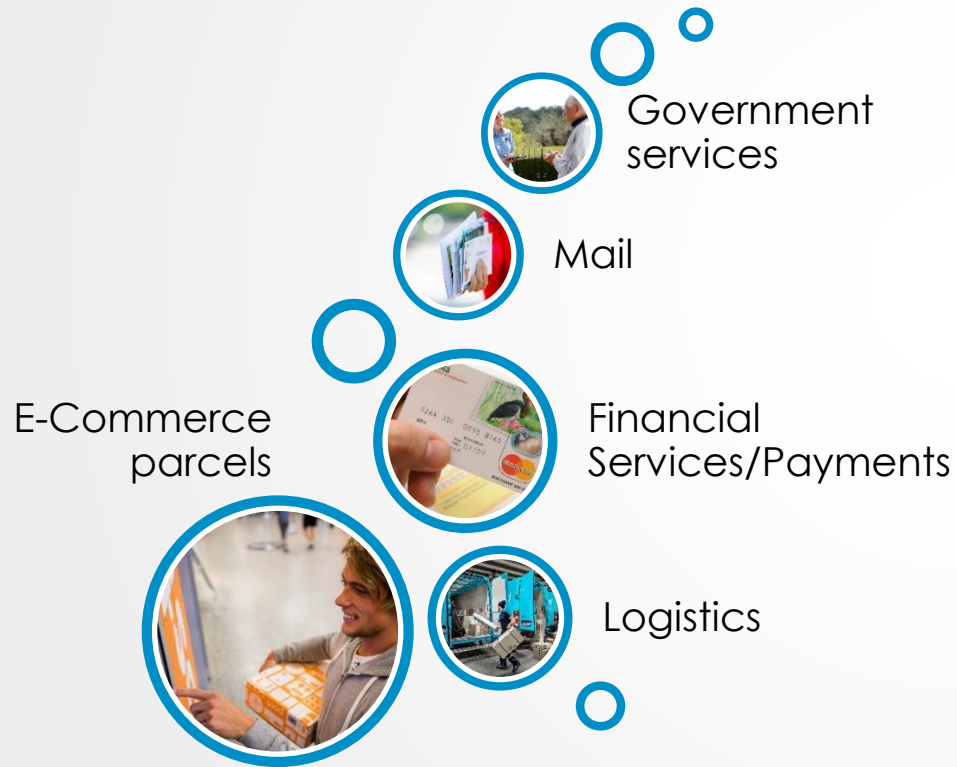 Government
services
Mail
E-Commerce
parcels
Financial
Services/Payments
Logistics